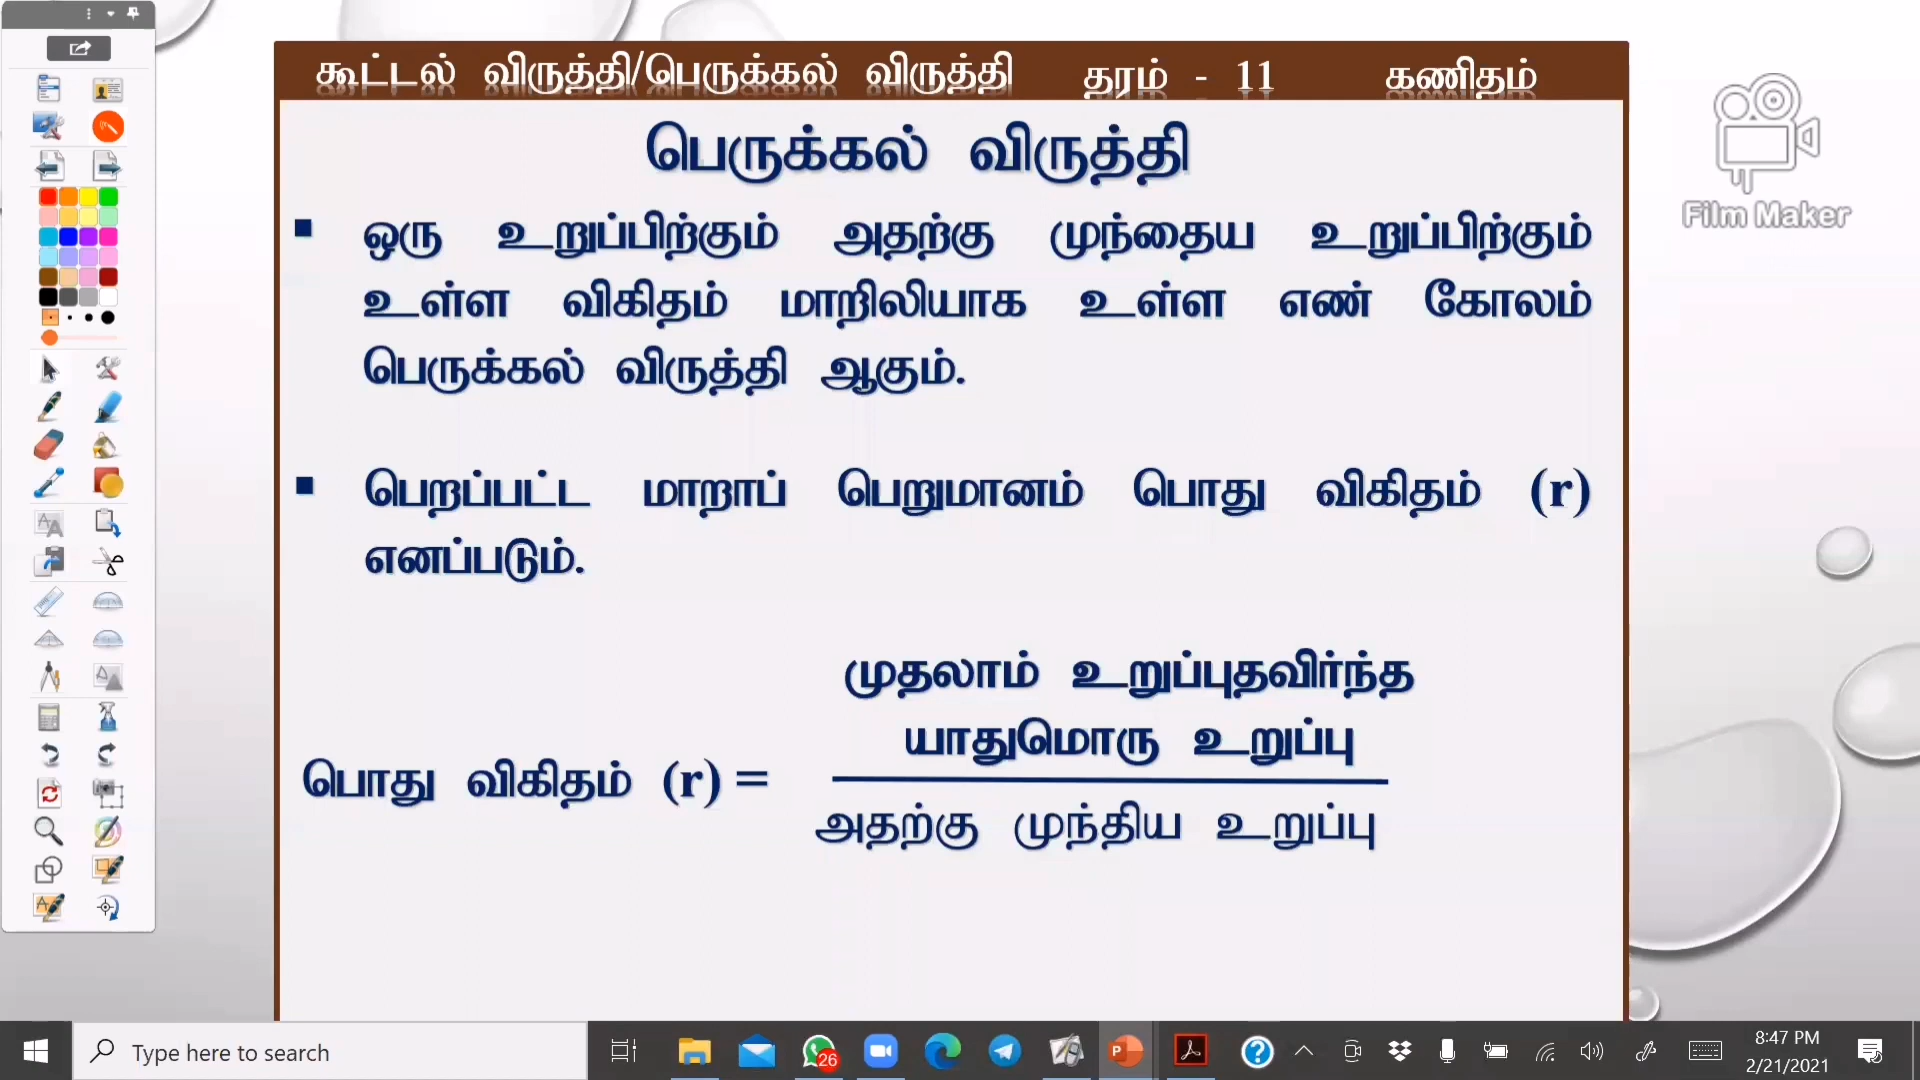 கூட்டல் விருத்தி/பெருக்கல் விருத்தி தரம் - 11 கணிதம்
பெருக்கல் விருத்தி
▪ ஒரு உறுப்பிற்கும் அதற்கு முந்தைய உறுப்பிற்கும்
உள்ள விகிதம் மாறிலியாக உள்ள எண் கோலம்
பெருக்கல் விருத்தி ஆகும்.
▪ பெறப்பட்ட மாறாப் பெறுமானம் பொது விகிதம் (r)
எனப்படும்.
முதலாம் உறுப்புதவிர்ந்த
யாதுமொரு உறுப்பு
பொது விகிதம் (r) =
அதற்கு முந்திய உறுப்பு
Film Maker
Type here to search
26
8:47 PM
2/21/2021